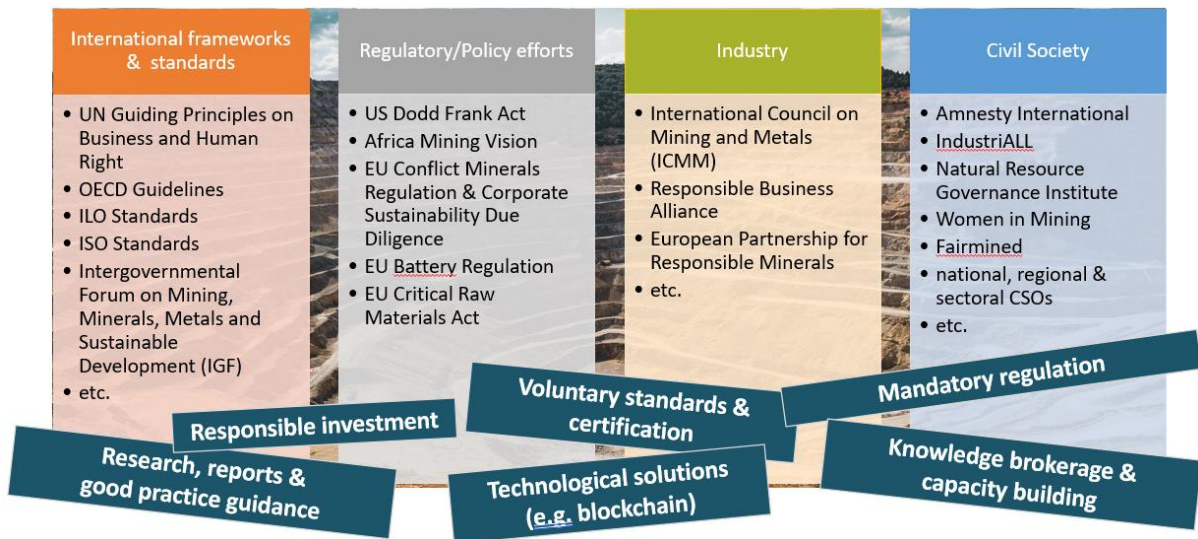 International frameworks
& standards
• UN Guiding Principles on
Business and Human
Right
• OECD Guidelines
• ILO Standards
• ISO Standards
• Intergovernmental
Forum on Mining,
Minerals, Metals and
Sustainable
Development (IGF)
• etc.
Regulatory/Policy efforts
• US Dodd Frank Act
• Africa Mining Vision
• EU Conflict Minerals
Regulation & Corporate
Sustainability Due
Diligence
• EU Battery Regulation
• EU Critical Raw
Materials Act
Industry
• International Council on
Mining and Metals
(ICMM)
• Responsible Business
Alliance
• European Partnership for
Responsible Minerals
• etc.
Civil Society
• Amnesty International
• IndustriALL
• Natural Resource
Governance Institute
• Women in Mining
• Fairmined
• national, regional &
sectoral CSOs
• etc.
Research, reports &
good practice guidance
Responsible investment
Voluntary standards &
certification
Technological solutions
(e.g. blockchain)
Mandatory regulation
Knowledge brokerage &
capacity building